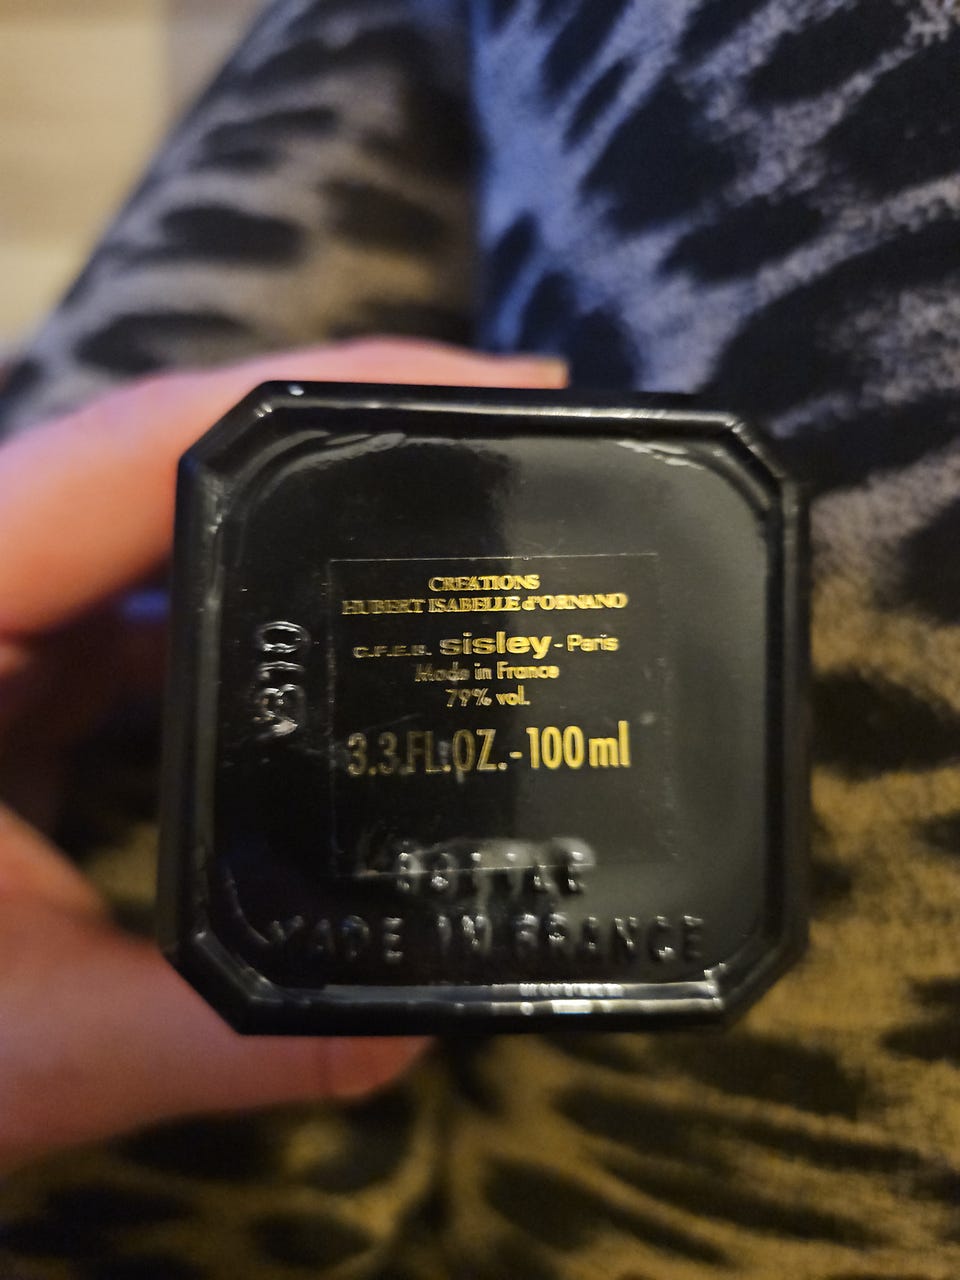 CREATIONS
HUBERT ISABELLE d'ORNANO
C.F.E.B. sisley - Paris
Made in France
79% vol.
3.3.FL.OZ. - 100 ml
MADE IN FRANCE